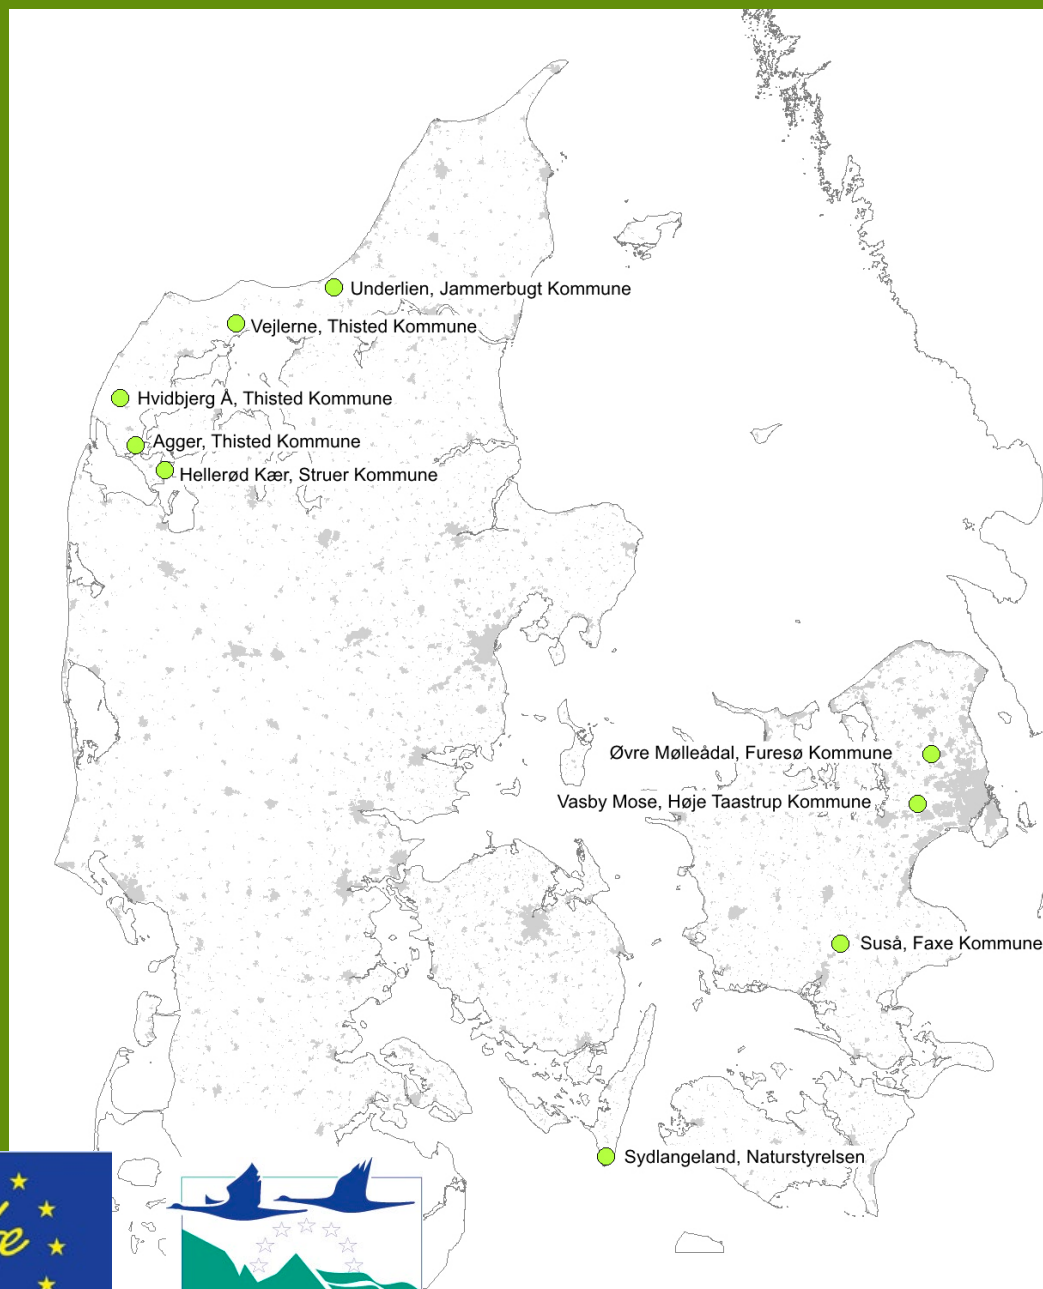 Underlien, Jammerbugt Kommune
Vejlerne, Thisted Kommune
Hvidbjerg Å, Thisted Kommune
Agger, Thisted Kommune
Hellerød Kær, Struer Kommune
Øvre Mølleådal, Furesø Kommune
Vasby Mose, Høje Taastrup Kommune
Suså, Faxe Kommune
Sydlangeland, Naturstyrelsen